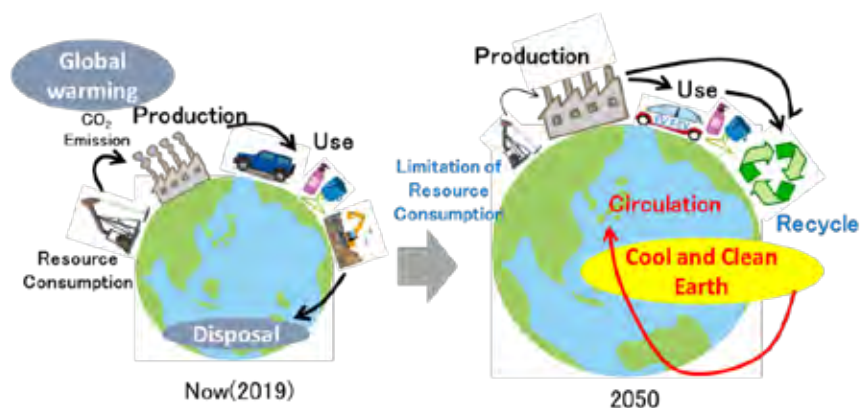 Global
warming
CO₂
Emission
Production
Use
Resource
Consumption
Disposal
Now(2019)
Limitation of
Resource
Consumption
Production
Use
Recycle
Circulation
Cool and Clean
Earth
2050